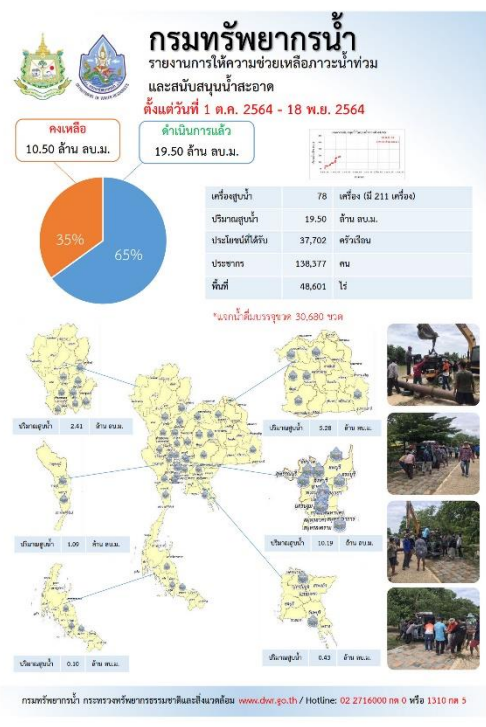 กรมทรัพยากรน้ำ
รายงานการให้ความช่วยเหลือภาวะน้ำท่วม
และสนับสนุนน้ำสะอาด
ตั้งแต่วันที่ 1 ต.ค. 2564 - 18 พ.ย. 2564
คงเหลือ
10.50 ล้าน ลบ.ม.
ดำเนินการแล้ว
19.50 ล้าน ลบ.ม.
35%
65%
เครื่องสูบน้ำ 78 เครื่อง (มี 211 เครื่อง)
ปริมาณสูบน้ำ 19.50 ล้าน ลบ.ม.
ประโยชน์ที่ได้รับ 37,702 ครัวเรือน
ประชากร 138,377 คน
พื้นที่ 48,601 ไร่
*แจกน้ำดื่มบรรจุขวด 30,680 ขวด
ปริมาณสูบน้ำ 2.41 ล้าน ลบ.ม.
ปริมาณสูบน้ำ 5.28 ล้าน ลบ.ม.
ปริมาณสูบน้ำ 1.09 ล้าน ลบ.ม.
ปริมาณสูบน้ำ 10.19 ล้าน ลบ.ม.
ปริมาณสูบน้ำ 0.10 ล้าน ลบ.ม.
ปริมาณสูบน้ำ 0.43 ล้าน ลบ.ม.
กรมทรัพยากรน้ำ กระทรวงทรัพยากรธรรมชาติและสิ่งแวดล้อม www.dwr.go.th / Hotline: 02 2716000 กด 0 หรือ 1310 กด 5